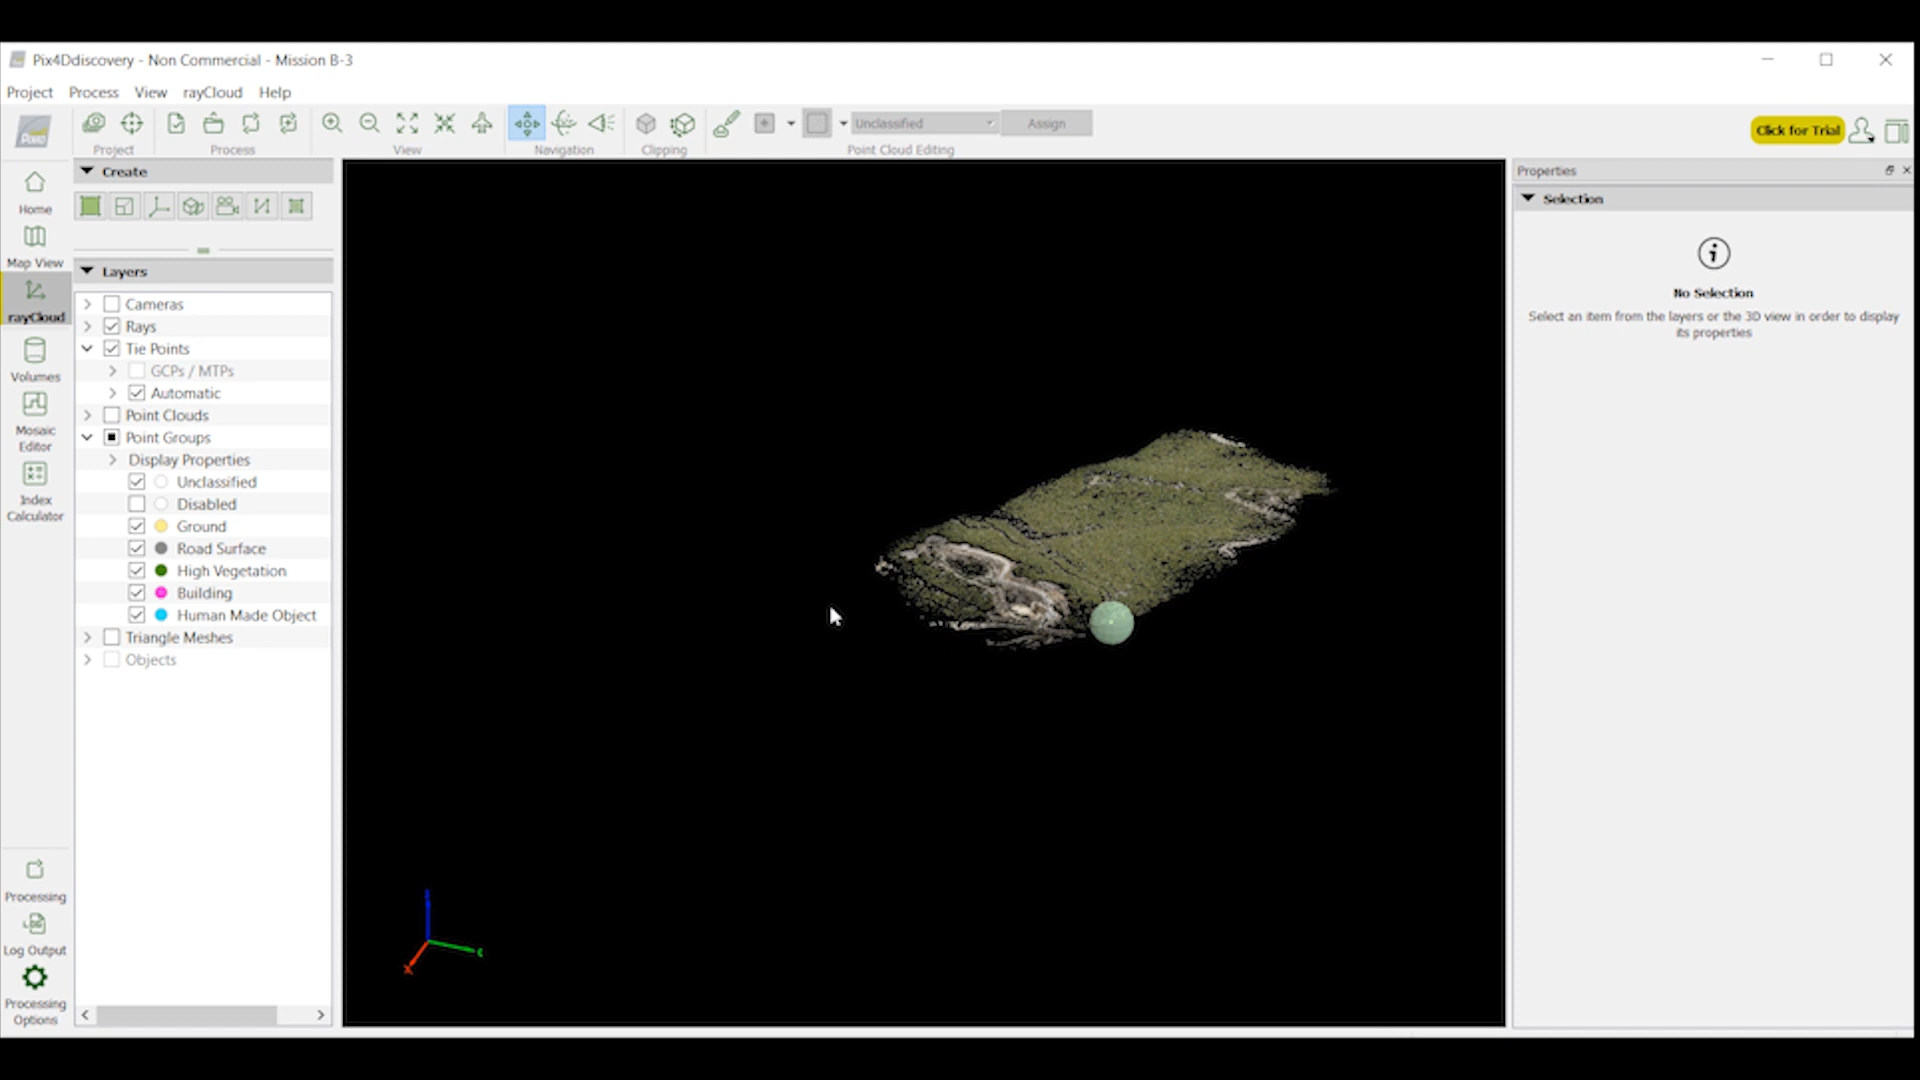 Pix4Ddiscovery - Non Commercial - Mission B-3
Project Process View rayCloud Help
Unclassified Assign
Project Process View Navigation Clipping Point Cloud Editing
Click for Trial
Home
Map View
rayCloud
Volumes
Mosaic
Editor
Index
Calculator
Processing
Log Output
Processing
Options
Create
Layers
Cameras
Rays
Tie Points
GCPs / MTPs
Automatic
Point Clouds
Point Groups
Display Properties
Unclassified
Disabled
Ground
Road Surface
High Vegetation
Building
Human Made Object
Triangle Meshes
Objects
X
Properties
Selection
No Selection
Select an item from the layers or the 3D view in order to display
its properties